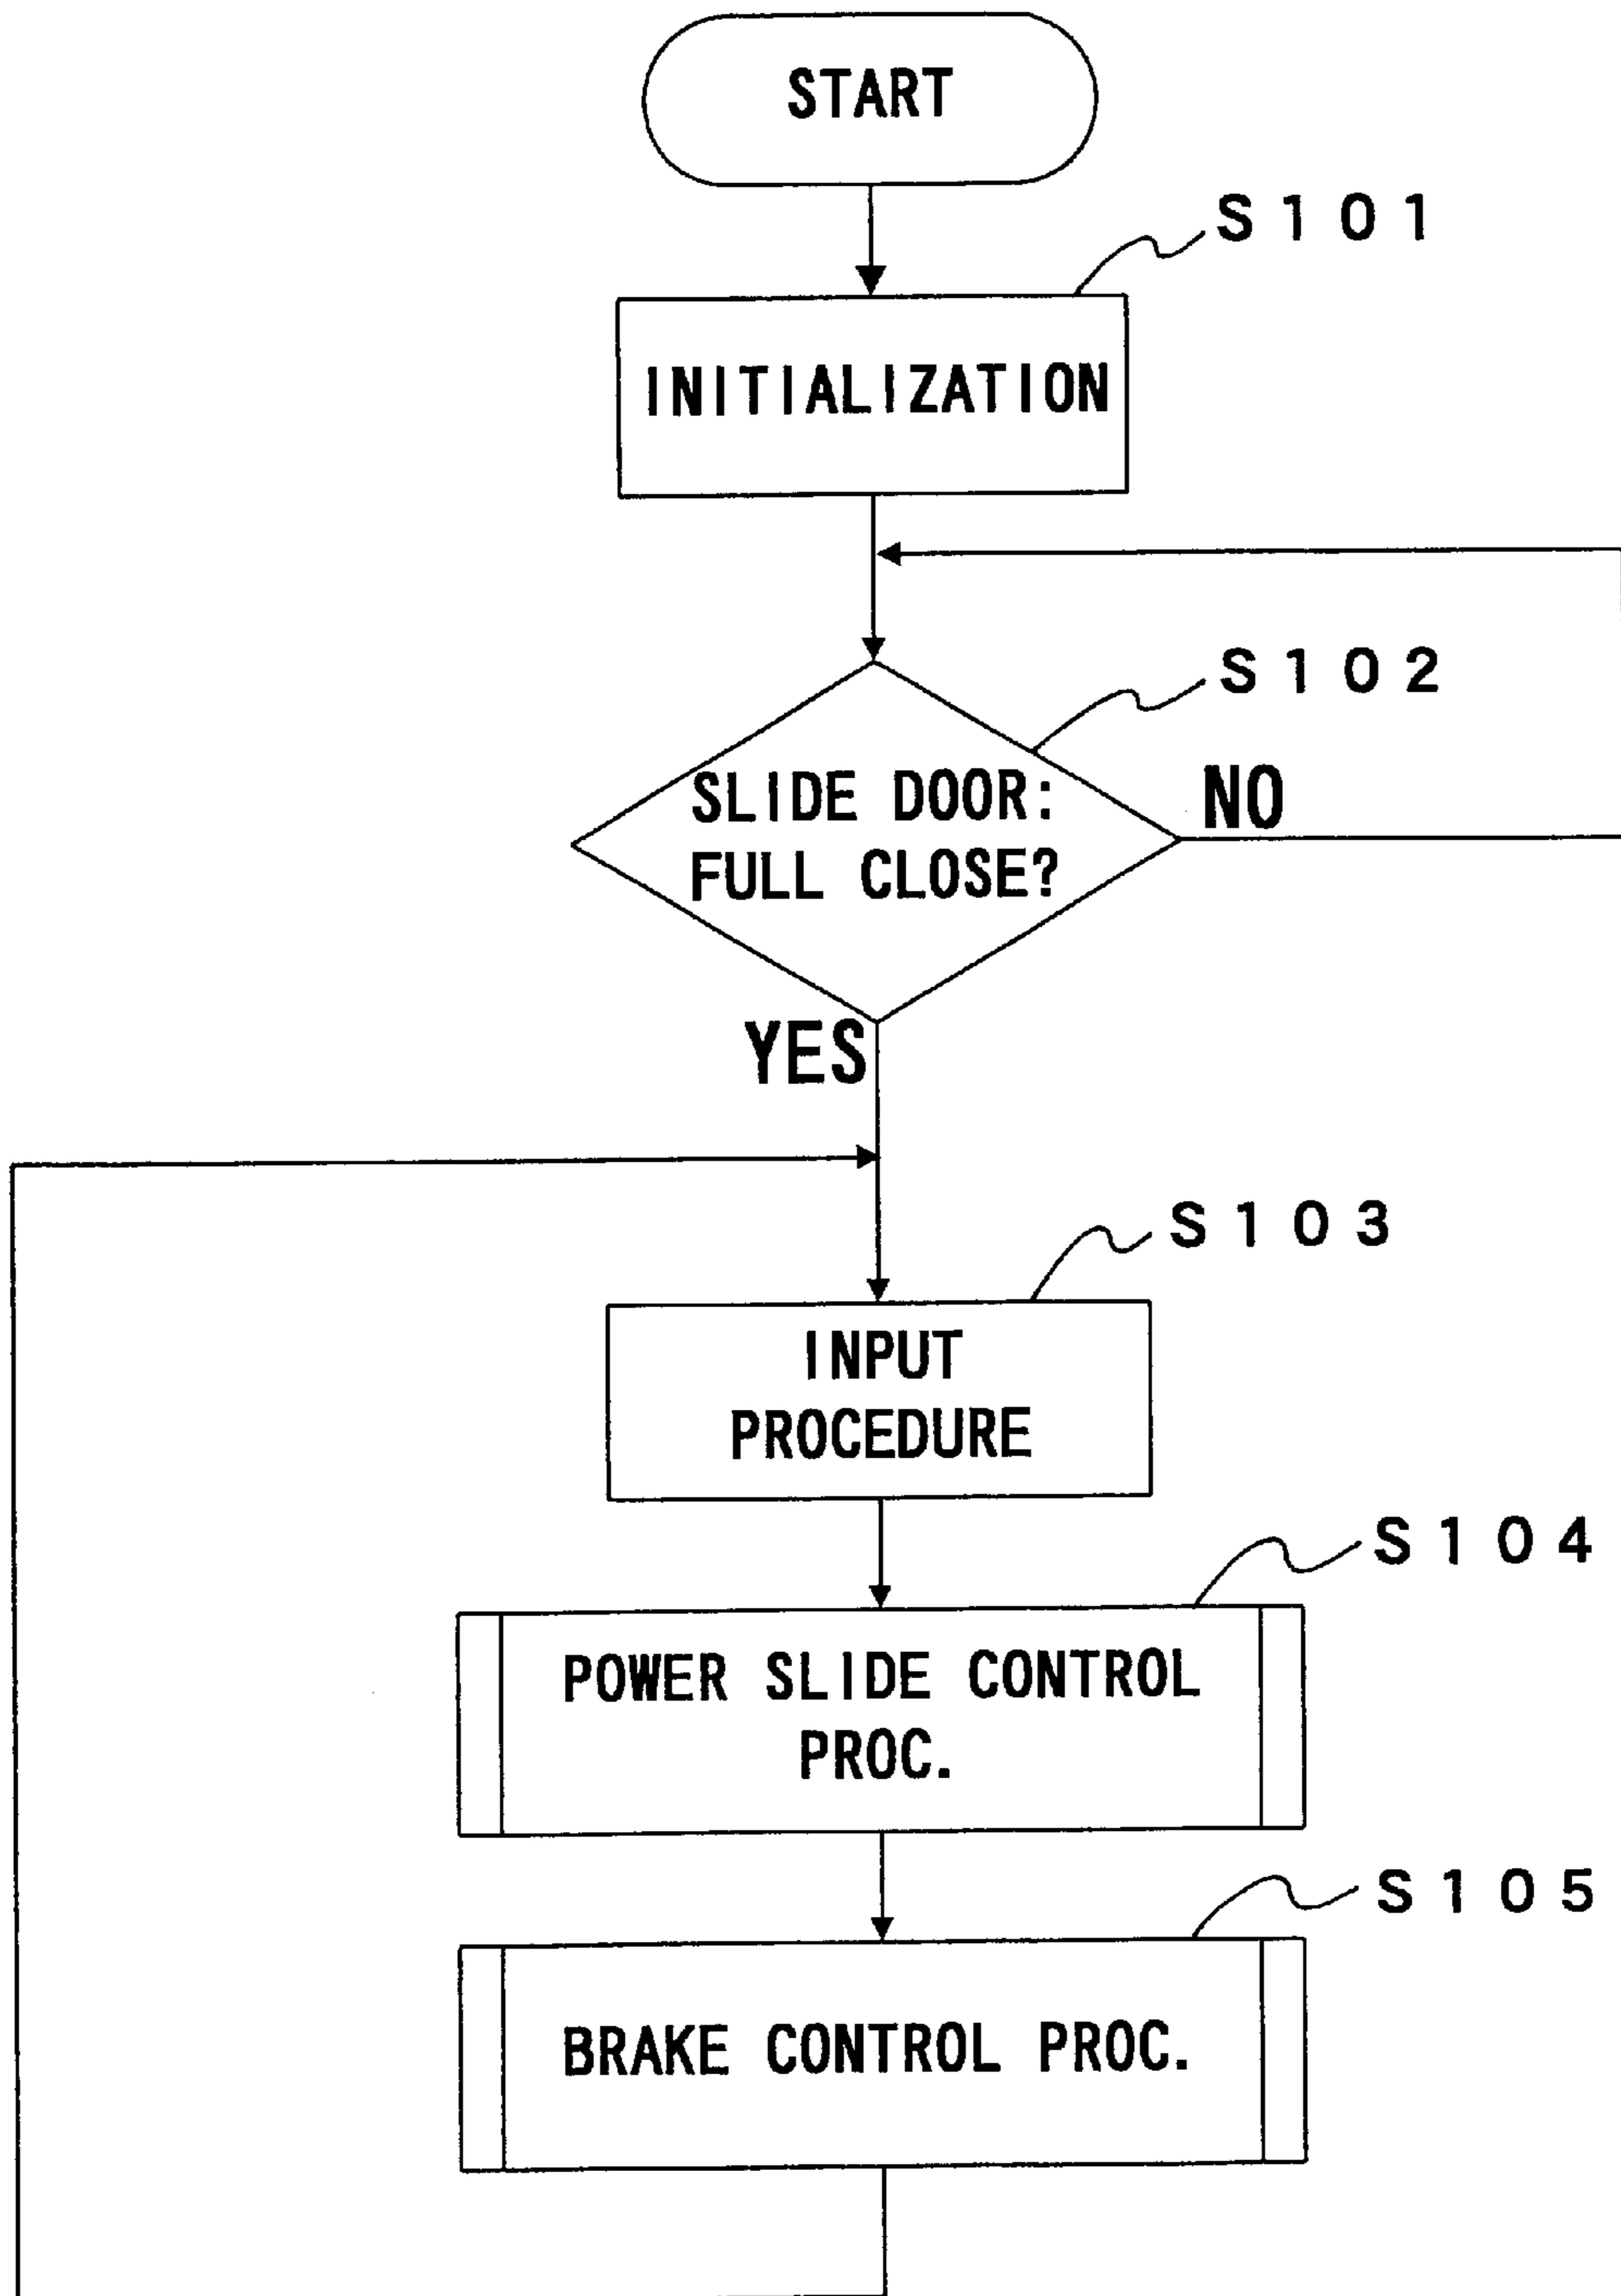 START
S101
INITIALIZATION
S102
SLIDE DOOR:
FULL CLOSE?
NO
YES
S103
INPUT
PROCEDURE
S104
POWER SLIDE CONTROL
PROC.
S105
BRAKE CONTROL PROC.